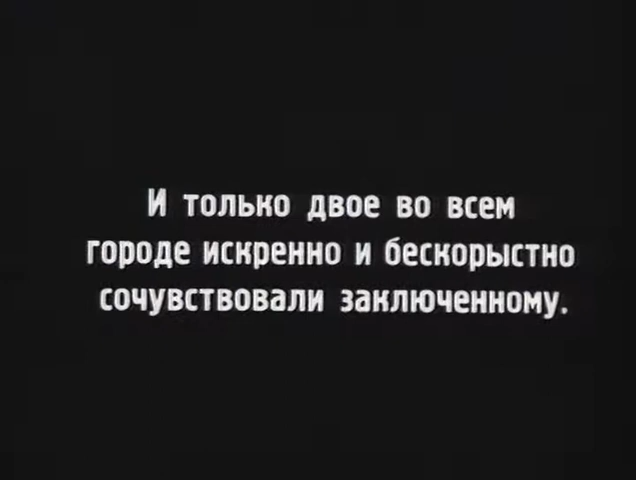 И только двое во всем
городе искренно и бескорыстно
сочувствовали заключенному.